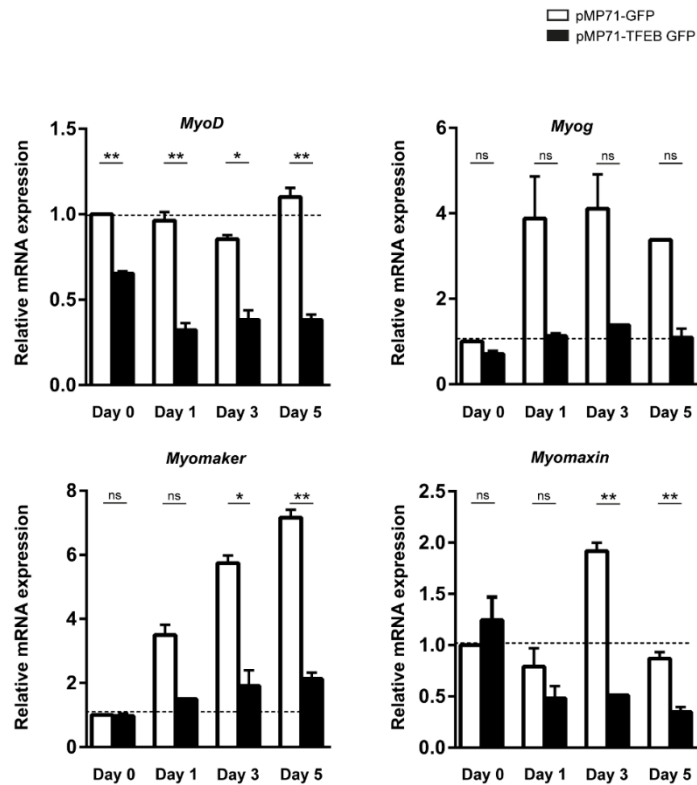 pMP71-GFP
pMP71-TFEB GFP
MyoD
Relative mRNA expression
1.5
1.0
0.5
0.0
** ** * **
Day 0 Day 1 Day 3 Day 5
Myog
Relative mRNA expression
6
4
2
0
ns ns ns ns
Day 0 Day 1 Day 3 Day 5
Myomaker
Relative mRNA expression
8
6
4
2
0
ns ns * **
Day 0 Day 1 Day 3 Day 5
Myomaxin
Relative mRNA expression
2.5
2.0
1.5
1.0
0.5
0.0
ns ns ** **
Day 0 Day 1 Day 3 Day 5